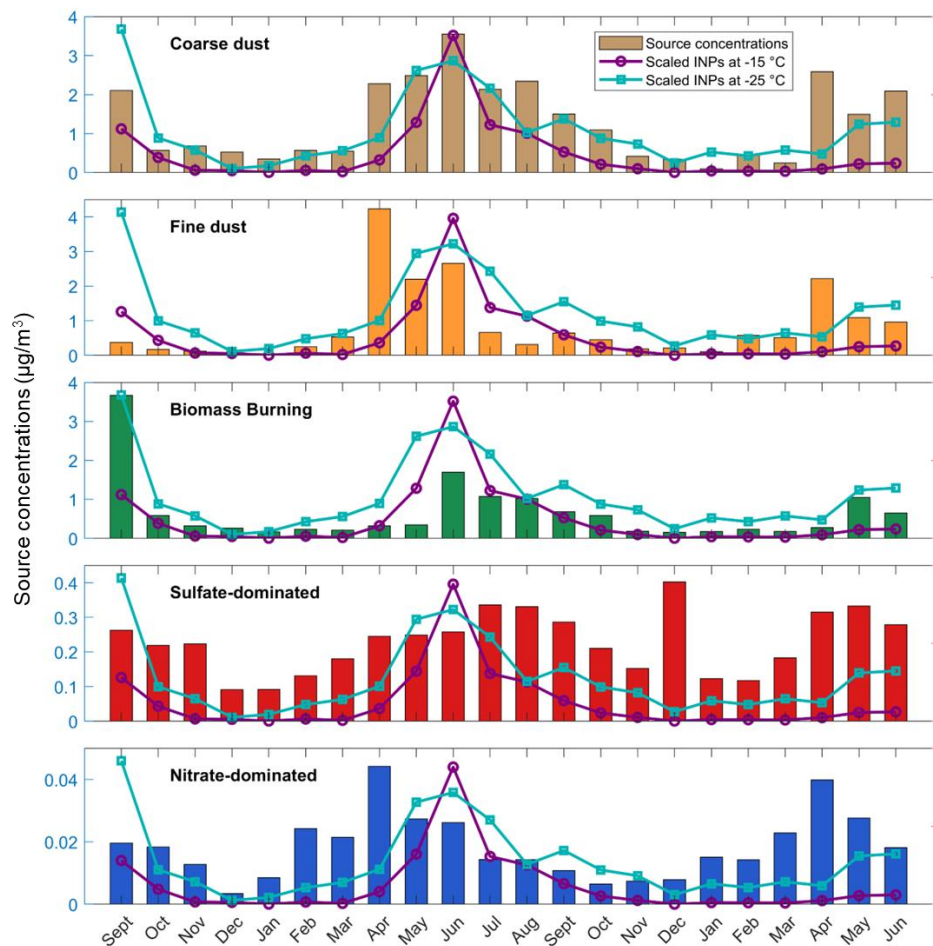 Source concentrations (µg/m³)
Coarse dust
Source concentrations
Scaled INPs at -15 °C
Scaled INPs at -25 °C
4
3
2
1
0
Fine dust
4
3
2
1
0
Biomass Burning
4
3
2
1
0
Sulfate-dominated
0.4
0.3
0.2
0.1
0
Nitrate-dominated
0.04
0.02
0
Sept Oct Nov Dec Jan Feb Mar Apr May Jun Jul Aug Sept Oct Nov Dec Jan Feb Mar Apr May Jun